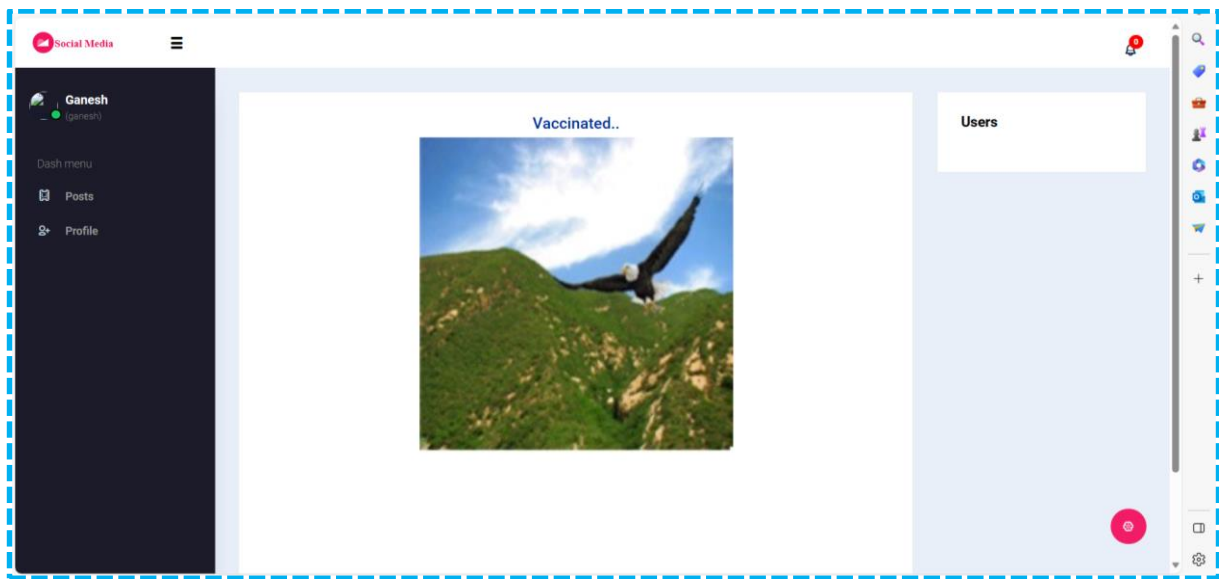 Social Media
0
Ganesh
(ganesh)
Dash menu
Posts
Profile
Vaccinated..
Users